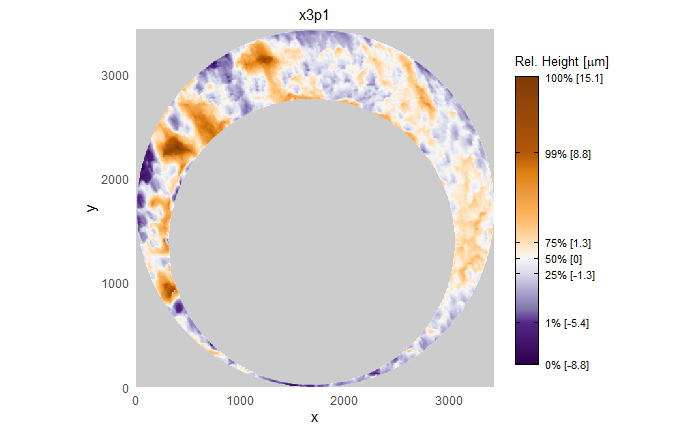 x3p1
Rel. Height [μm]
100% [15.1]
99% [8.8]
75% [1.3]
50% [0]
25% [-1.3]
1% [-5.4]
0% [-8.8]
y
3000
2000
1000
0
0 1000 2000 3000
x